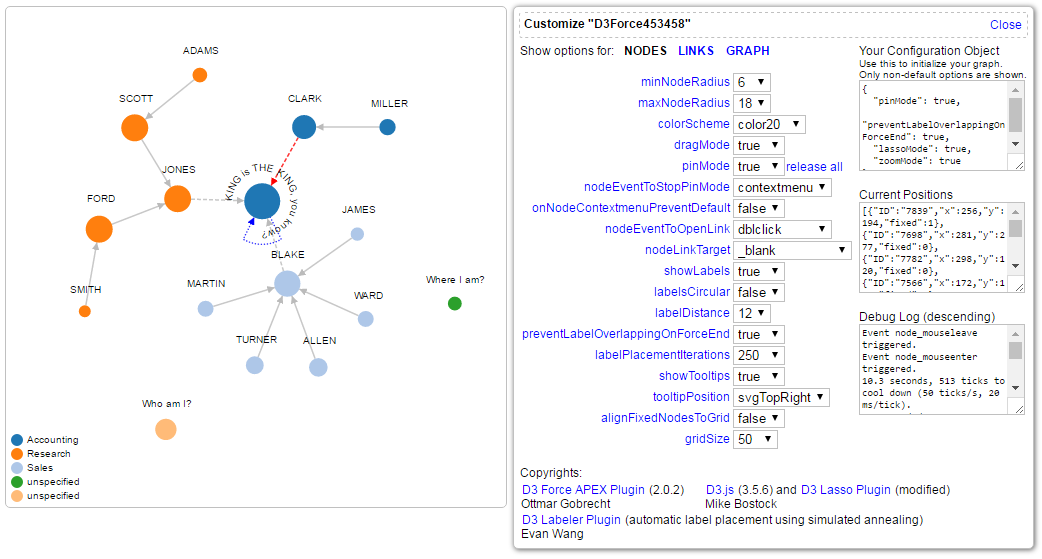 ADAMS
SCOTT
CLARK
MILLER
JONES
KING is THE KING, you know?
FORD
JAMES
BLAKE
MARTIN
Where I am?
SMITH
WARD
TURNER
ALLEN
Who am I?
Accounting
Research
Sales
unspecified
unspecified
Customize "D3Force453458"
Close
Show options for: NODES LINKS GRAPH
minNodeRadius 6
maxNodeRadius 18
colorScheme color20
dragMode true
pinMode true release all
nodeEventToStopPinMode contextmenu
onNodeContextmenuPreventDefault false
nodeEventToOpenLink dblclick
nodeLinkTarget _blank
showLabels true
labelsCircular false
labelDistance 12
preventLabelOverlappingOnForceEnd true
labelPlacementIterations 250
showTooltips true
tooltipPosition svgTopRight
alignFixedNodesToGrid false
gridSize 50
Your Configuration Object
Use this to initialize your graph.
Only non-default options are shown.
{
"pinMode": true,
"preventLabelOverlappingOn
ForceEnd": true,
"lassoMode": true,
"zoomMode": true
Current Positions
[{"ID":"7839","x":256,"y":
194,"fixed":1},
{"ID":"7698","x":281,"y":2
77,"fixed":0},
{"ID":"7782","x":298,"y":1
20,"fixed":0},
{"ID":"7566","x":172,"y":1
Debug Log (descending)
Event node_mouseleave
triggered.
Event node_mouseenter
triggered.
10.3 seconds, 513 ticks to
cool down (50 ticks/s, 20
ms/tick).
Copyrights:
D3 Force APEX Plugin (2.0.2)
Ottmar Gobrecht
D3.js (3.5.6) and D3 Lasso Plugin (modified)
Mike Bostock
D3 Labeler Plugin (automatic label placement using simulated annealing)
Evan Wang